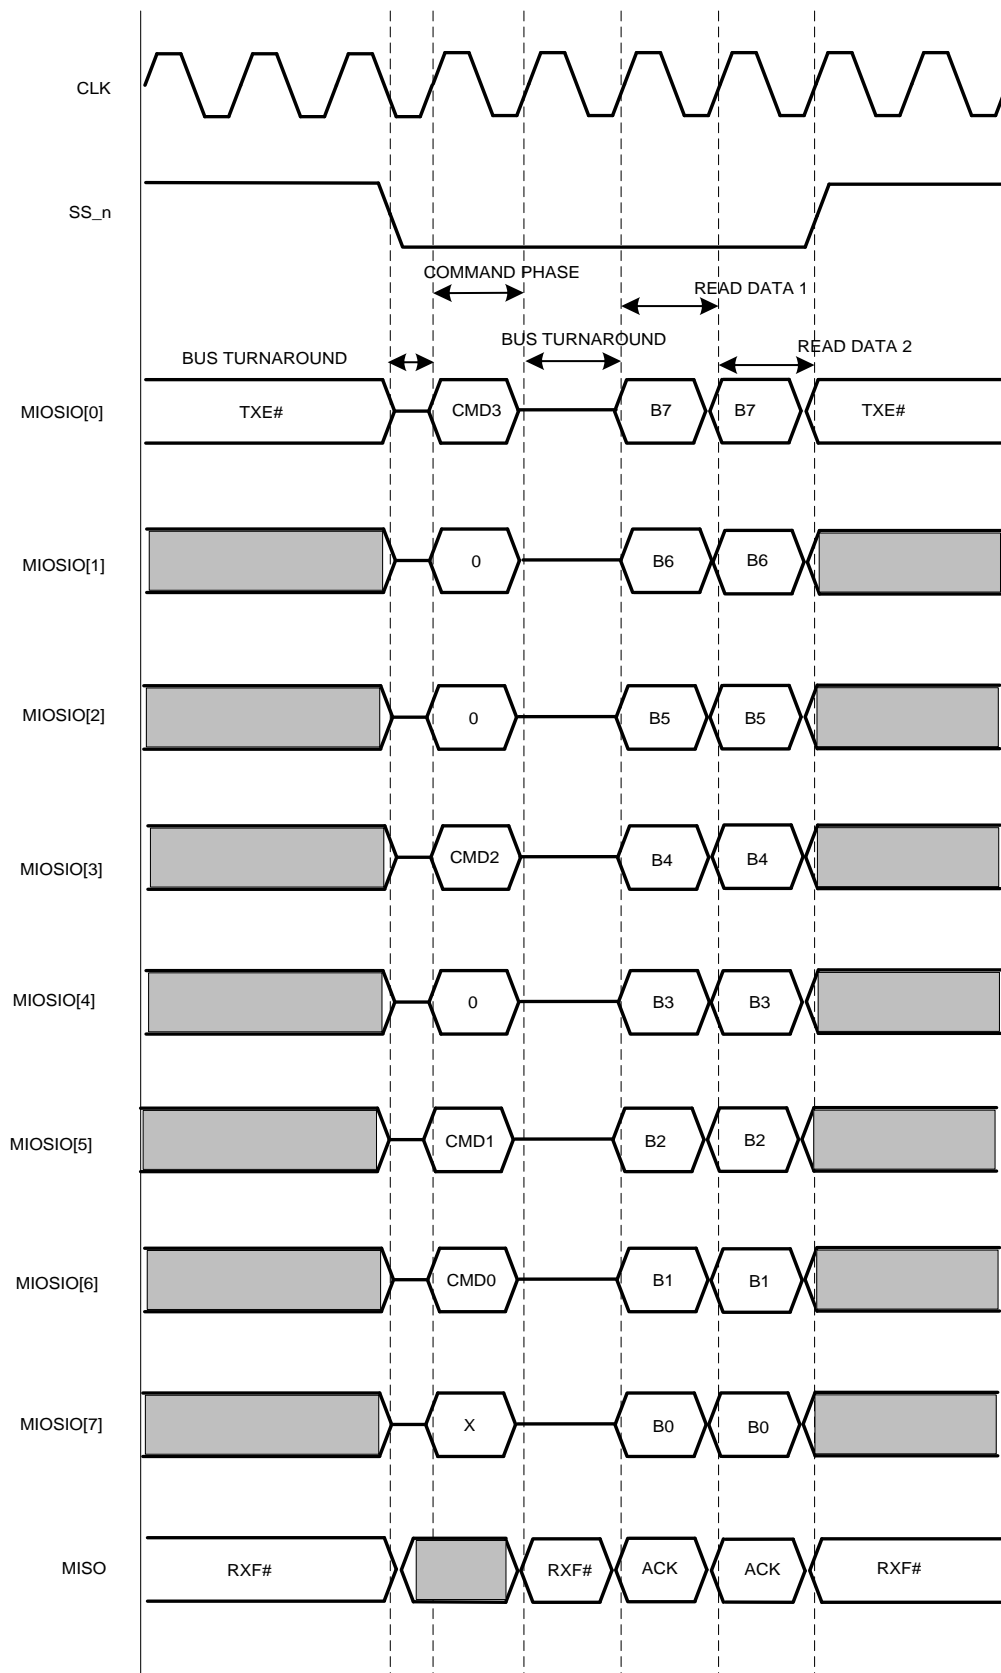 CLK
SS_n
COMMAND PHASE
READ DATA 1
BUS TURNAROUND
BUS TURNAROUND
READ DATA 2
MIOSIO[0] TXE# CMD3 B7 B7 TXE#
MIOSIO[1] 0 B6 B6
MIOSIO[2] 0 B5 B5
MIOSIO[3] CMD2 B4 B4
MIOSIO[4] 0 B3 B3
MIOSIO[5] CMD1 B2 B2
MIOSIO[6] CMD0 B1 B1
MIOSIO[7] X B0 B0
MISO RXF# RXF# ACK ACK RXF#